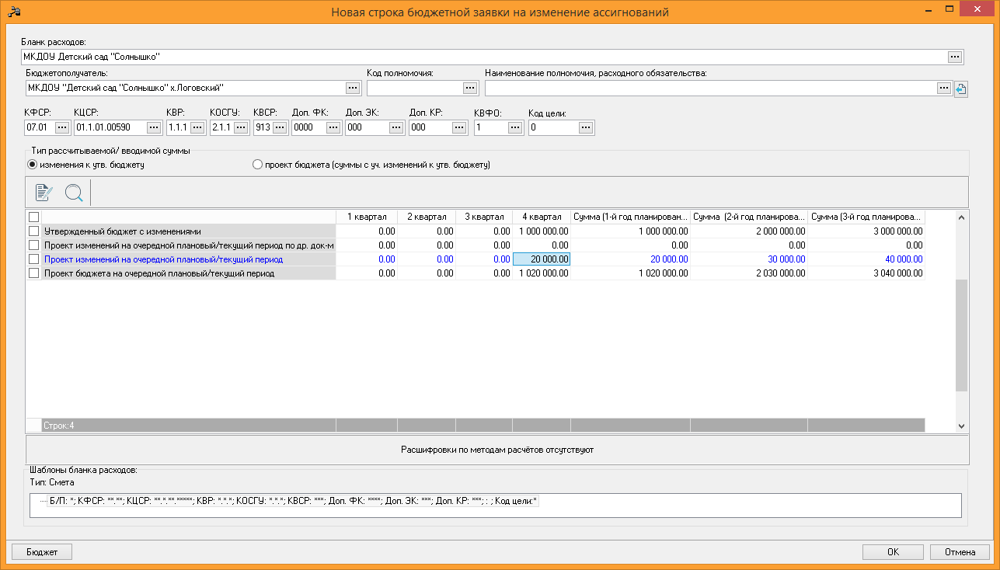 Новая строка бюджетной заявки на изменение ассигнований
Бланк расходов:
МКДОУ Детский сад "Солнышко"
Бюджетополучатель: Код полномочия: Наименование полномочия, расходного обязательства:
МКДОУ "Детский сад "Солнышко" х.Логовский"
КФСР: КЦСР: КВР: КОСГУ: КВСР: Доп. ФК: Доп. ЭК: Доп. КР: КВФО: Код цели:
07.01 01.1.01.00590 1.1.1 2.1.1 913 0000 000 000 1 0
Тип рассчитываемой/ вводимой суммы
изменения к утв. бюджету проект бюджета (суммы с уч. изменений к утв. бюджету)
1 квартал 2 квартал 3 квартал 4 квартал Сумма (1-й год планирован... Сумма (2-й год планирова... Сумма (3-й год планирова...
Утвержденный бюджет с изменениями 0.00 0.00 0.00 1 000 000.00 1 000 000.00 2 000 000.00 3 000 000.00
Проект изменений на очередной плановый/текущий период по др. док-м 0.00 0.00 0.00 0.00 0.00 0.00 0.00
Проект изменений на очередной плановый/текущий период 0.00 0.00 0.00 20 000.00 20 000.00 30 000.00 40 000.00
Проект бюджета на очередной плановый/текущий период 0.00 0.00 0.00 1 020 000.00 1 020 000.00 2 030 000.00 3 040 000.00
Строк:4
Расшифровки по методам расчётов отсутствуют
Шаблоны бланка расходов:
Тип: Смета
Б/П: *; КФСР: **.**; КЦСР: **.*.**.*****; КВР: *.*.*; КОСГУ: *.*.*; КВСР: ***; Доп. ФК: ****; Доп. ЭК: ***; Доп. КР: ***; : ; Код цели:*
Бюджет OK Отмена